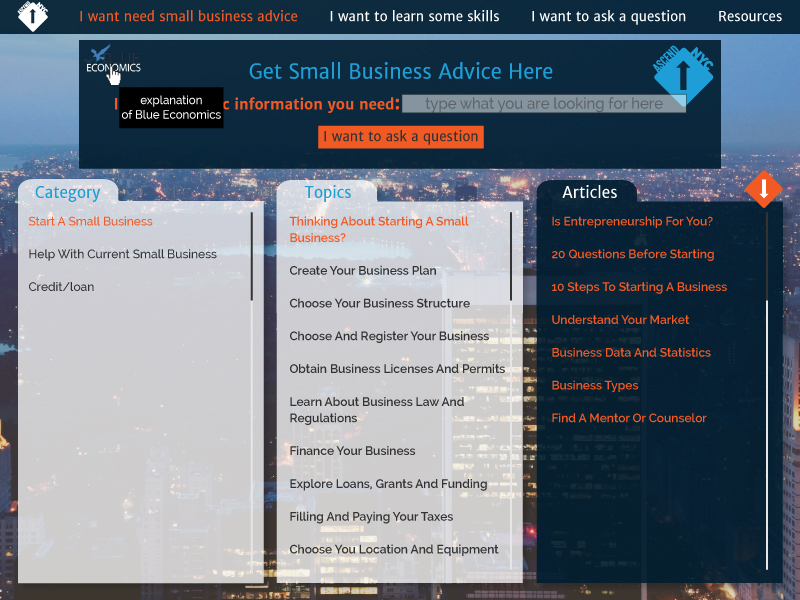 I want need small business advice
I want to learn some skills
I want to ask a question
Resources
ECONOMICS
Get Small Business Advice Here
ASCEND NYC
c information you need:
type what you are looking for here
explanation
of Blue Economics
I want to ask a question
Category
Start A Small Business
Help With Current Small Business
Credit/loan
Topics
Thinking About Starting A Small
Business?
Create Your Business Plan
Choose Your Business Structure
Choose And Register Your Business
Obtain Business Licenses And Permits
Learn About Business Law And
Regulations
Finance Your Business
Explore Loans, Grants And Funding
Filling And Paying Your Taxes
Choose You Location And Equipment
Articles
Is Entrepreneurship For You?
20 Questions Before Starting
10 Steps To Starting A Business
Understand Your Market
Business Data And Statistics
Business Types
Find A Mentor Or Counselor